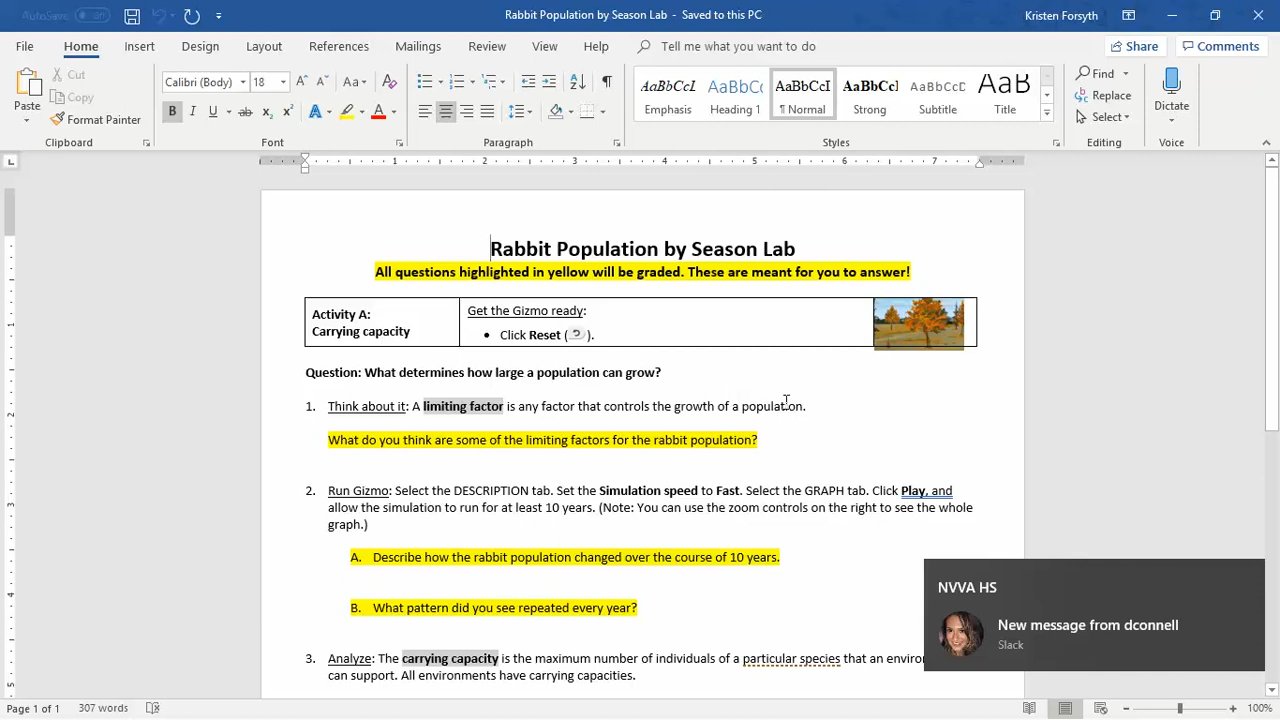 AutoSave Off
Rabbit Population by Season Lab - Saved to this PC
Kristen Forsyth
File Home Insert Design Layout References Mailings Review View Help Tell me what you want to do Share Comments
Paste
Cut
Copy
Format Painter
Calibri (Body) 18
B I U ab x₂ x²
AaBbCcI Emphasis
AaBbC Heading 1
AaBbCcI ¶ Normal
AaBbCcI Strong
AaBbCcD Subtitle
AaB Title
Find
Replace
Select
Dictate
Clipboard Font Paragraph Styles Editing Voice
1 2 3 4 5 6 7
Rabbit Population by Season Lab
All questions highlighted in yellow will be graded. These are meant for you to answer!
Activity A:
Carrying capacity
Get the Gizmo ready:
• Click Reset ( ).
Question: What determines how large a population can grow?
1. Think about it: A limiting factor is any factor that controls the growth of a population.
What do you think are some of the limiting factors for the rabbit population?
2. Run Gizmo: Select the DESCRIPTION tab. Set the Simulation speed to Fast. Select the GRAPH tab. Click Play, and
allow the simulation to run for at least 10 years. (Note: You can use the zoom controls on the right to see the whole
graph.)
A. Describe how the rabbit population changed over the course of 10 years.
B. What pattern did you see repeated every year?
3. Analyze: The carrying capacity is the maximum number of individuals of a particular species that an
can support. All environments have carrying capacities.
NVVA HS
New message from dconnell
Slack
Page 1 of 1 307 words
100%